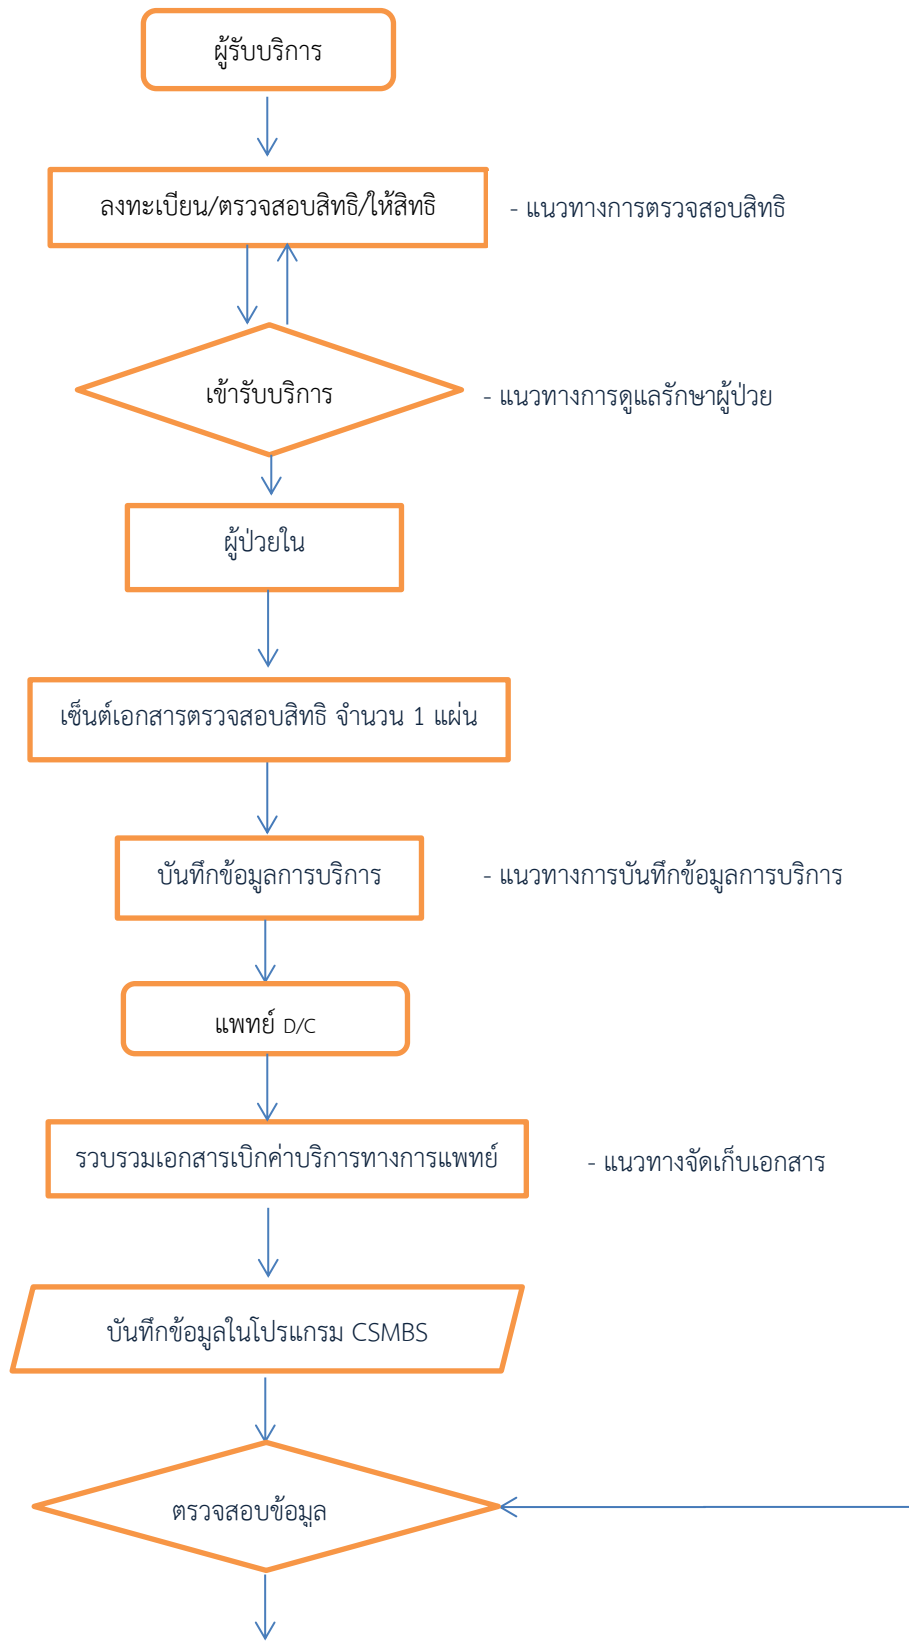 ผู้รับบริการ
ลงทะเบียน/ตรวจสอบสิทธิ/ให้สิทธิ
- แนวทางการตรวจสอบสิทธิ
เข้ารับบริการ
- แนวทางการดูแลรักษาผู้ป่วย
ผู้ป่วยใน
เซ็นต์เอกสารตรวจสอบสิทธิ จำนวน 1 แผ่น
บันทึกข้อมูลการบริการ
- แนวทางการบันทึกข้อมูลการบริการ
แพทย์ D/C
รวบรวมเอกสารเบิกค่าบริการทางการแพทย์
- แนวทางจัดเก็บเอกสาร
บันทึกข้อมูลในโปรแกรม CSMBS
ตรวจสอบข้อมูล